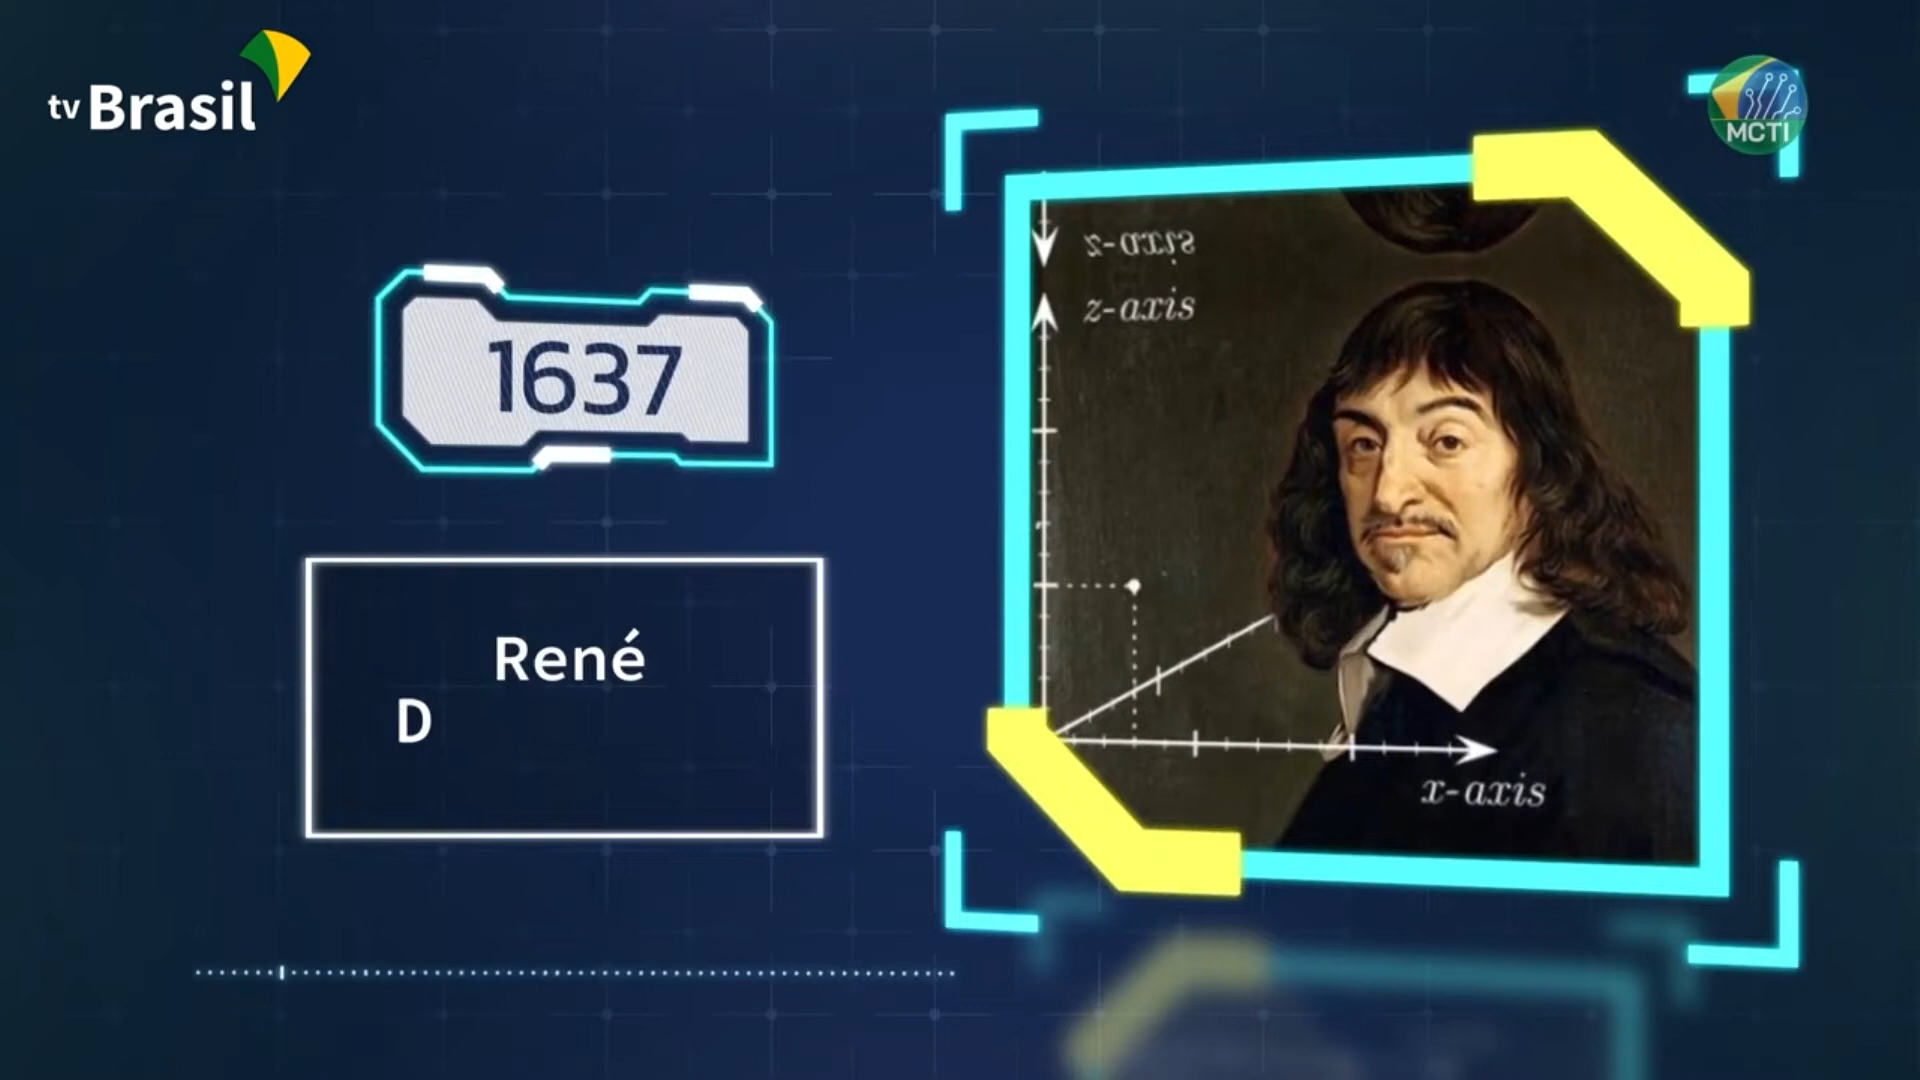 tv Brasil
MCTI
1637
René
D
z-axis
z-axis
x-axis